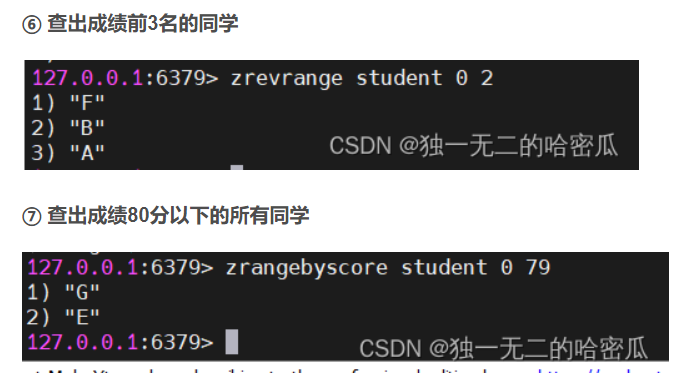 ⑥ 查出成绩前3名的同学
127.0.0.1:6379> zrevrange student 0 2
1) "F"
2) "B"
3) "A"
CSDN @独一无二的哈密瓜
⑦ 查出成绩80分以下的所有同学
127.0.0.1:6379> zrangebyscore student 0 79
1) "G"
2) "E"
127.0.0.1:6379>
CSDN @独一无二的哈密瓜